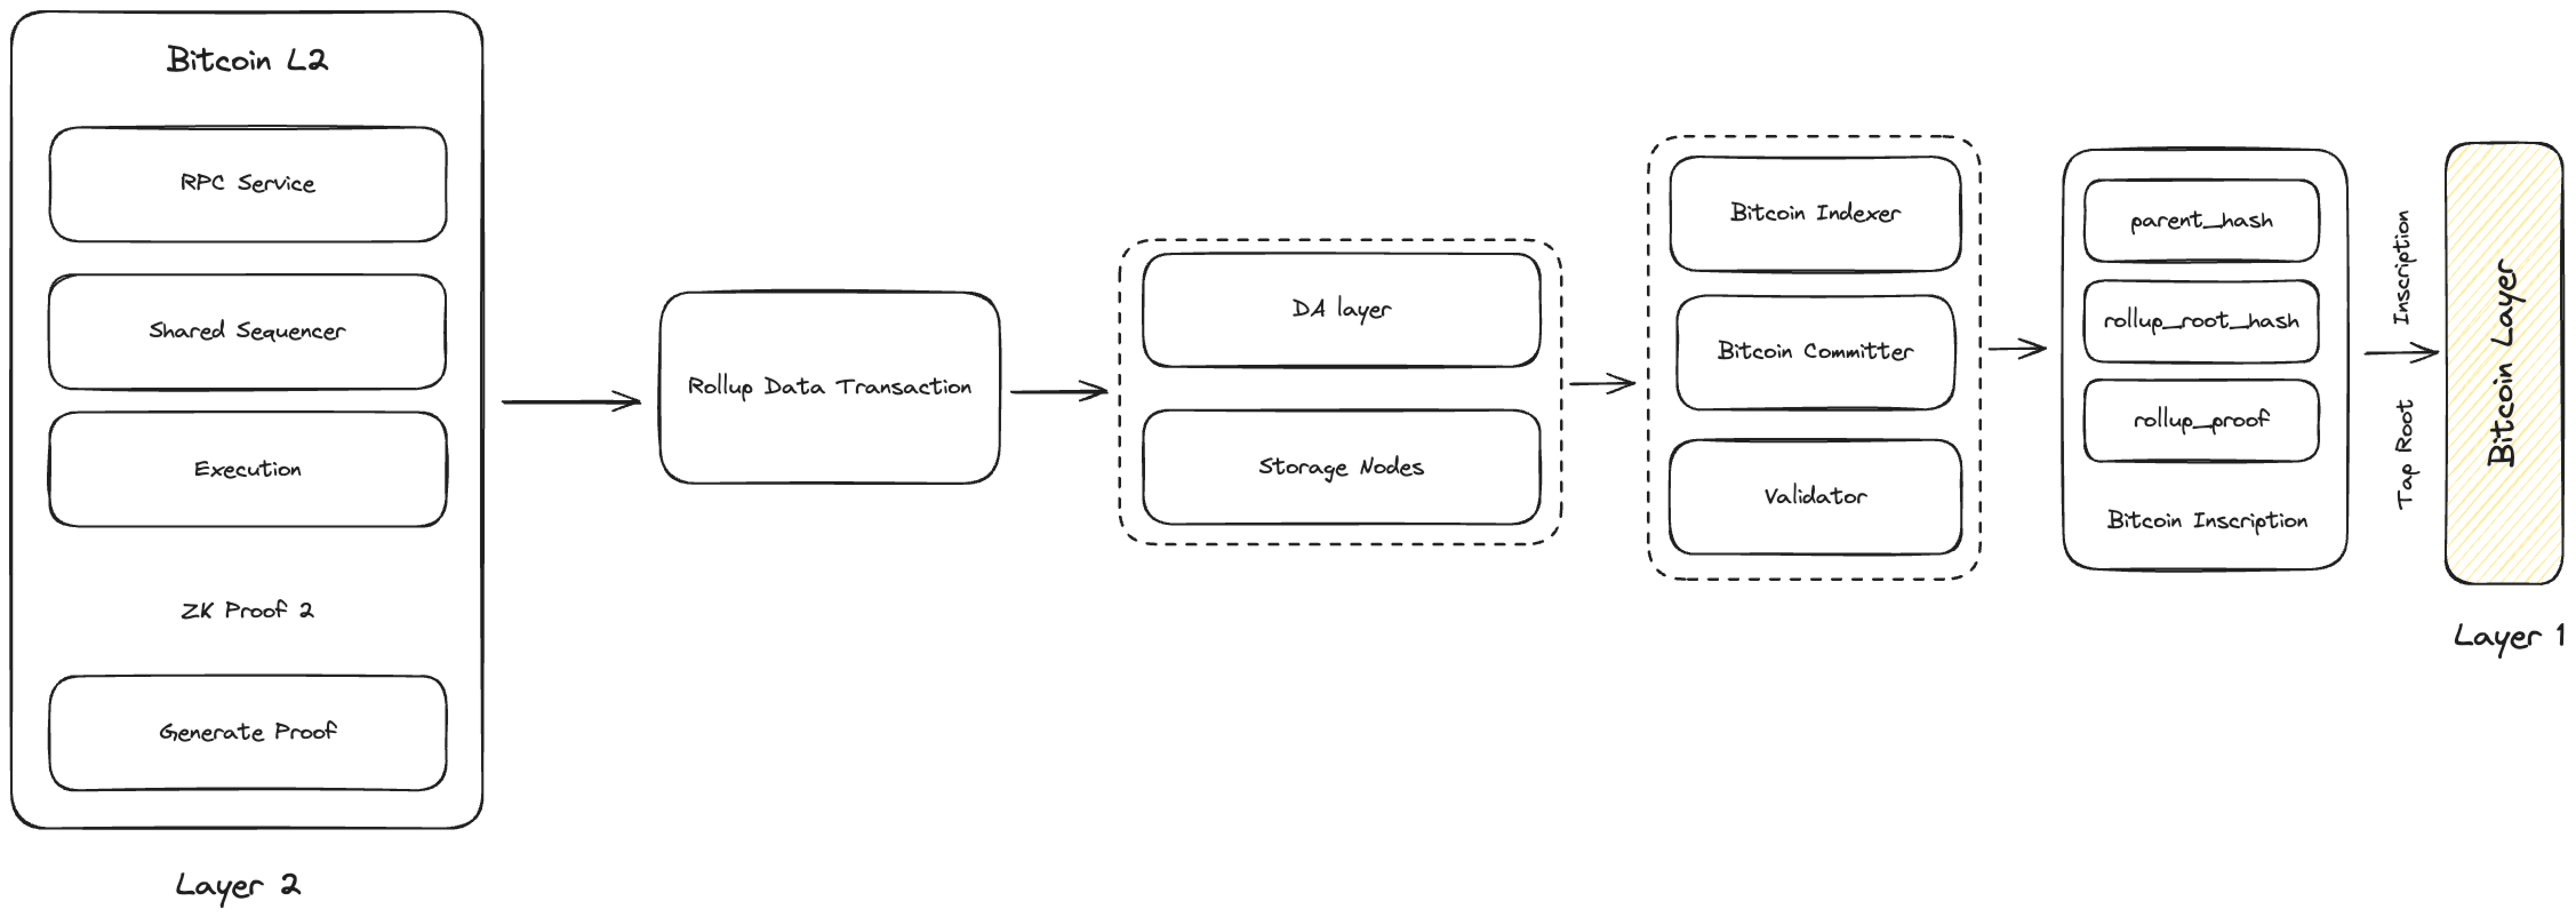 Bitcoin L2
RPC Service
Shared Sequencer
Execution
ZK Proof 2
Generate Proof
Layer 2
Rollup Data Transaction
DA layer
Storage Nodes
Bitcoin Indexer
Bitcoin Committer
Validator
parent_hash
rollup_root_hash
rollup_proof
Bitcoin Inscription
Tap Root Inscription
Bitcoin Layer
Layer 1